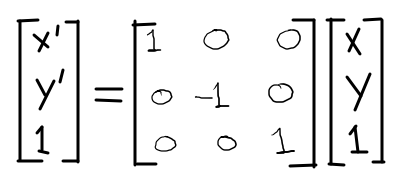 [x'] = [1 0 0] [x]
[y'] = [0 -1 0] [y]
[1] = [0 0 1] [1]